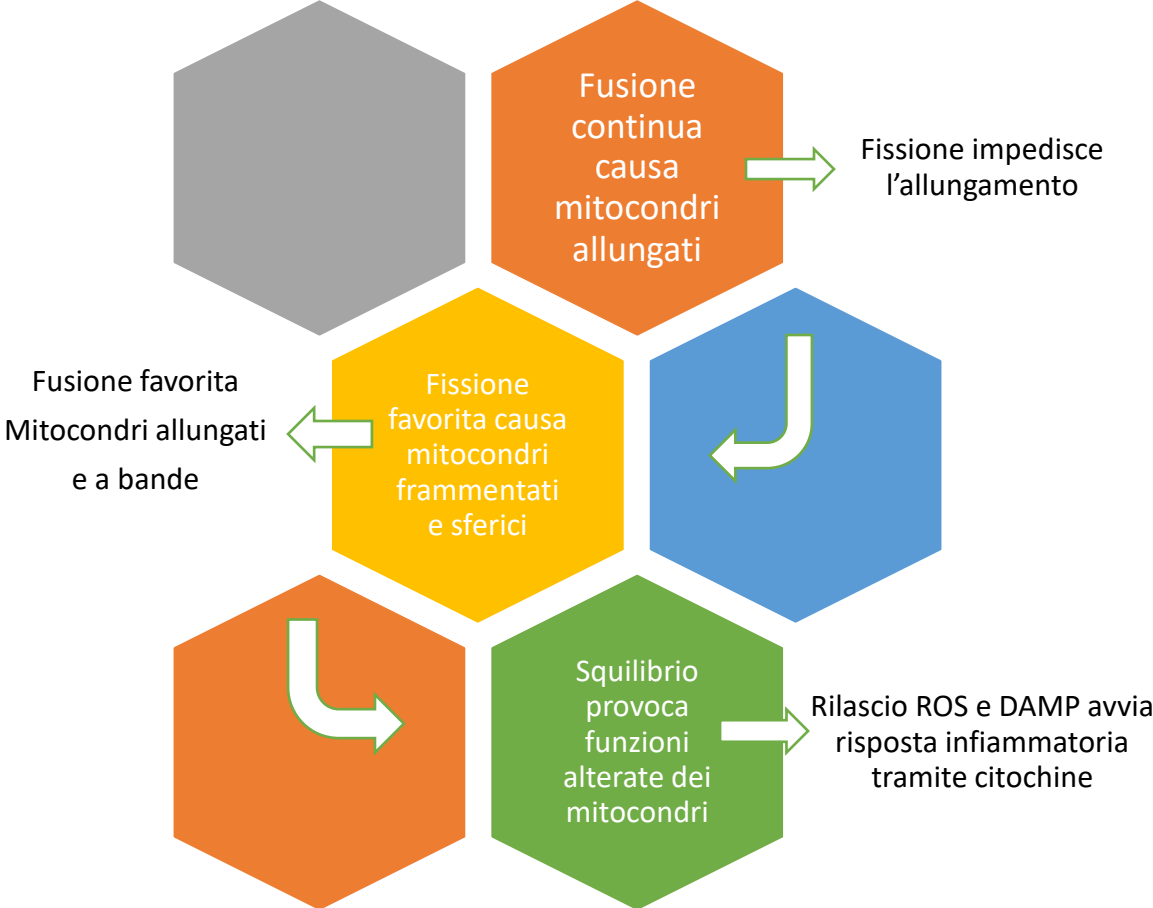 Fusione
continua
causa
mitocondri
allungati
Fissione impedisce
l’allungamento
Fusione favorita
Mitocondri allungati
e a bande
Fissione
favorita causa
mitocondri
frammentati
e sferici
Squilibrio
provoca
funzioni
alterate dei
mitocondri
Rilascio ROS e DAMP avvia
risposta infiammatoria
tramite citochine